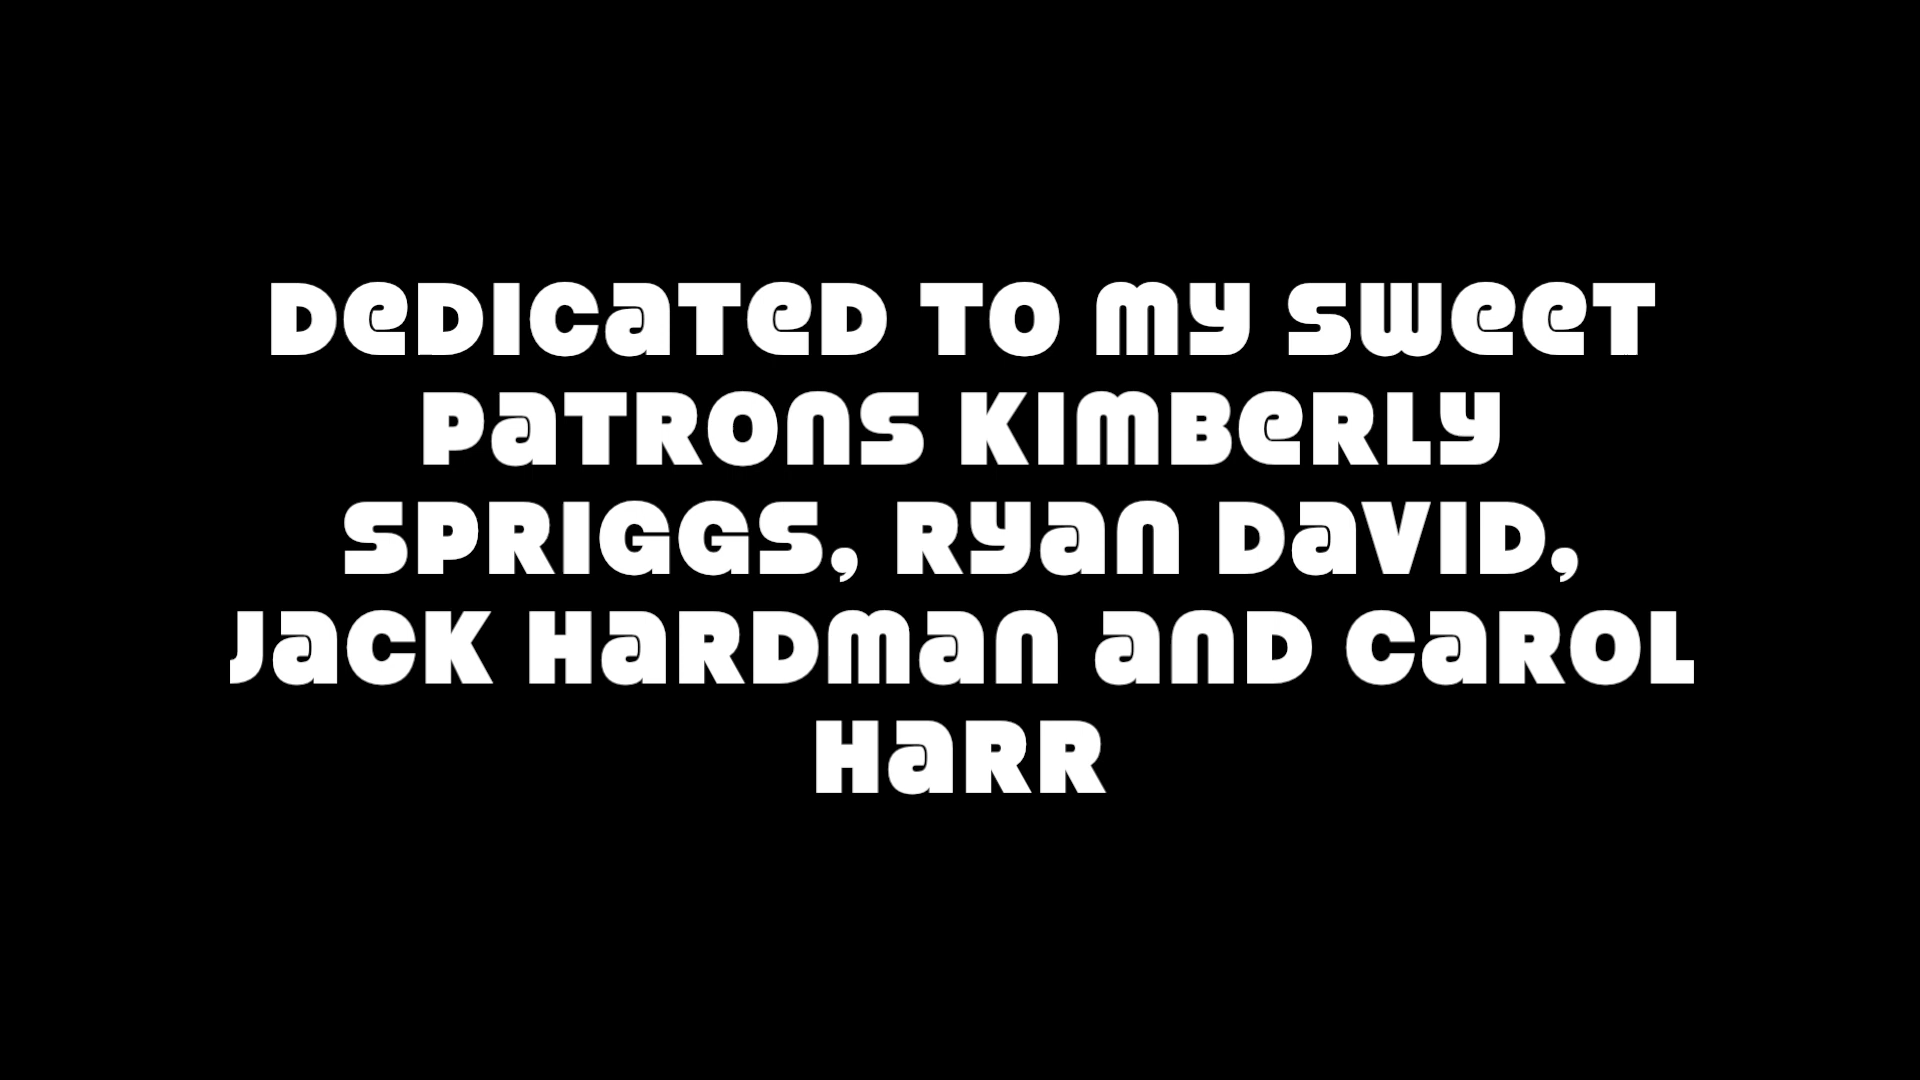 DEDICATED TO MY SWEET
PATRONS KIMBERLY
SPRIGGS, RYAN DAVID,
JACK HARDMAN AND CAROL
HARR